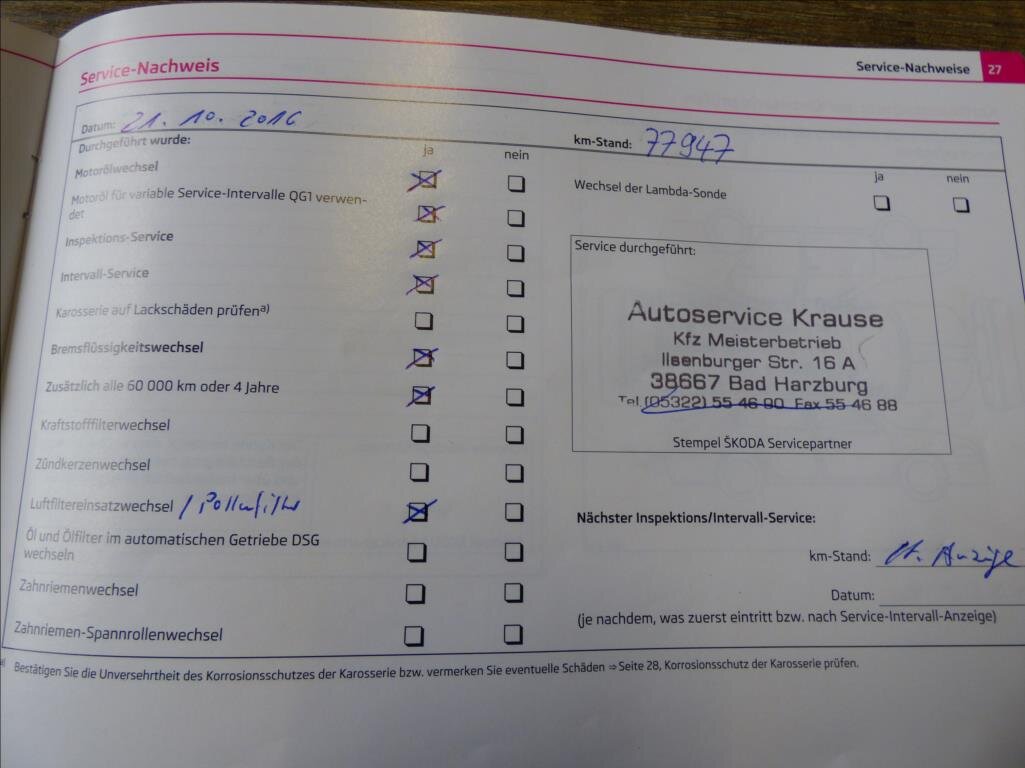 Service-Nachweise 27
Service-Nachweis
Datum: 21. 10. 2016
km-Stand: 77947
Durchgeführt wurde:
ja nein
Motorölwechsel
Motoröl für variable Service-Intervalle QG1 verwen-
det
Inspektions-Service
Intervall-Service
Karosserie auf Lackschäden prüfena)
Bremsflüssigkeitswechsel
Zusätzlich alle 60 000 km oder 4 Jahre
Kraftstofffilterwechsel
Zündkerzenwechsel
Luftfiltereinsatzwechsel / Pollenfilter
Öl und Ölfilter im automatischen Getriebe DSG
wechseln
Zahnriemenwechsel
Zahnriemen-Spannrollenwechsel
ja nein
Wechsel der Lambda-Sonde
Service durchgeführt:
Autoservice Krause
Kfz Meisterbetrieb
Ilsenburger Str. 16 A
38667 Bad Harzburg
Tel. (05322) 55 46 90 Fax 55 46 88
Stempel ŠKODA Servicepartner
Nächster Inspektions/Intervall-Service:
km-Stand: lt. Anzeige
Datum:
(je nachdem, was zuerst eintritt bzw. nach Service-Intervall-Anzeige)
a) Bestätigen Sie die Unversehrtheit des Korrosionsschutzes der Karosserie bzw. vermerken Sie eventuelle Schäden ⇒ Seite 28, Korrosionsschutz der Karosserie prüfen.